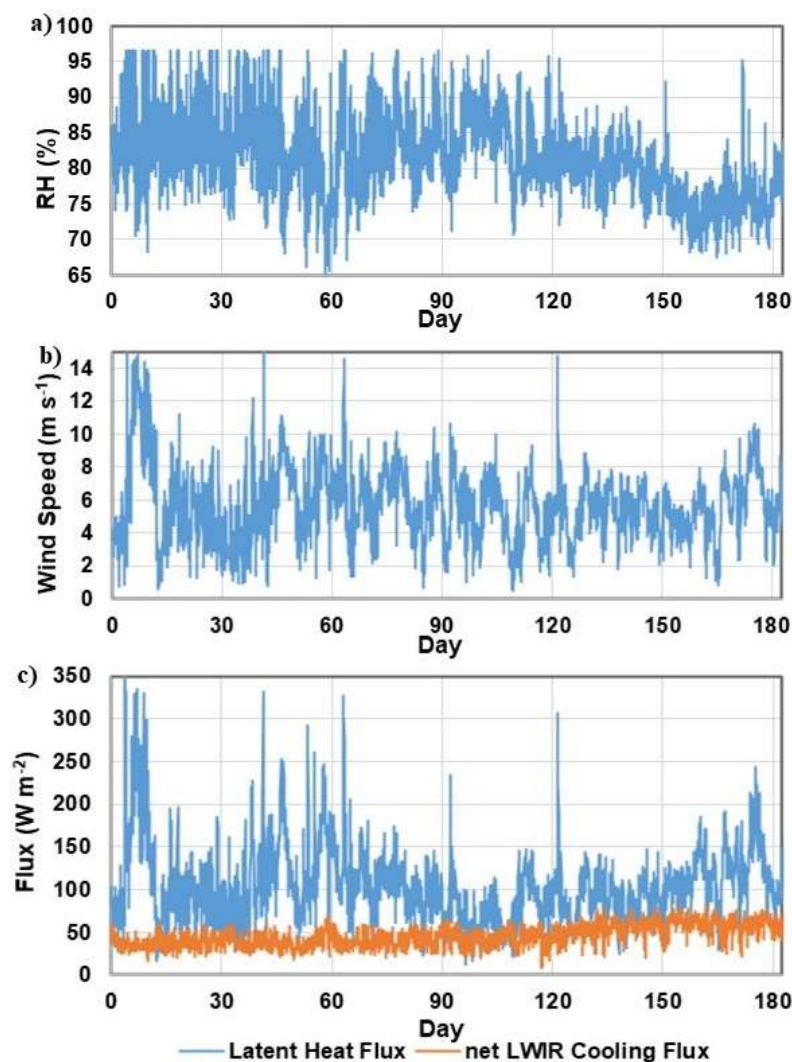 a)
100
95
90
85
80
75
70
65
RH (%)
0 30 60 90 120 150 180
Day
b)
14
12
10
8
6
4
2
0
Wind Speed (m s⁻¹)
0 30 60 90 120 150 180
Day
c)
350
300
250
200
150
100
50
0
Flux (W m⁻²)
0 30 60 90 120 150 180
Day
Latent Heat Flux net LWIR Cooling Flux